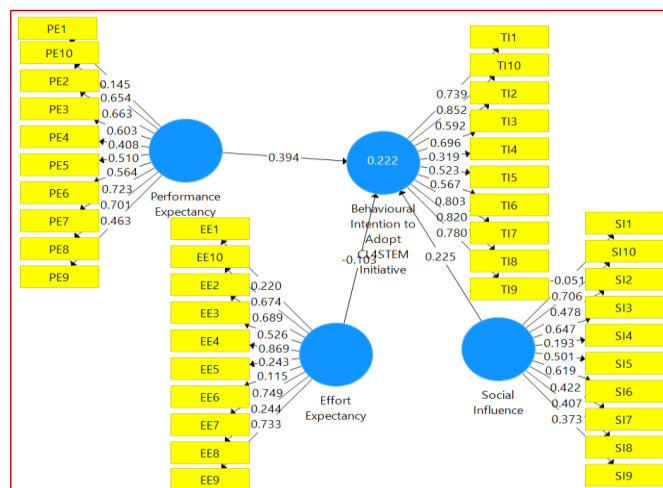 PE1
PE10
PE2
PE3
PE4
PE5
PE6
PE7
PE8
PE9
0.145
0.654
0.663
0.603
0.408
0.510
0.564
0.723
0.701
0.463
Performance
Expectancy
0.394
0.222
Behavioural
Intention to
Adopt
CL4STEM
Initiative
TI1
TI10
TI2
TI3
TI4
TI5
TI6
TI7
TI8
TI9
0.739
0.852
0.592
0.696
0.319
0.523
0.567
0.803
0.820
0.780
EE1
EE10
EE2
EE3
EE4
EE5
EE6
EE7
EE8
EE9
0.220
0.674
0.689
0.526
0.869
0.243
0.115
0.749
0.244
0.733
Effort
Expectancy
-0.103
0.225
SI1
SI10
SI2
SI3
SI4
SI5
SI6
SI7
SI8
SI9
-0.051
0.706
0.478
0.647
0.193
0.501
0.619
0.422
0.407
0.373
Social
Influence